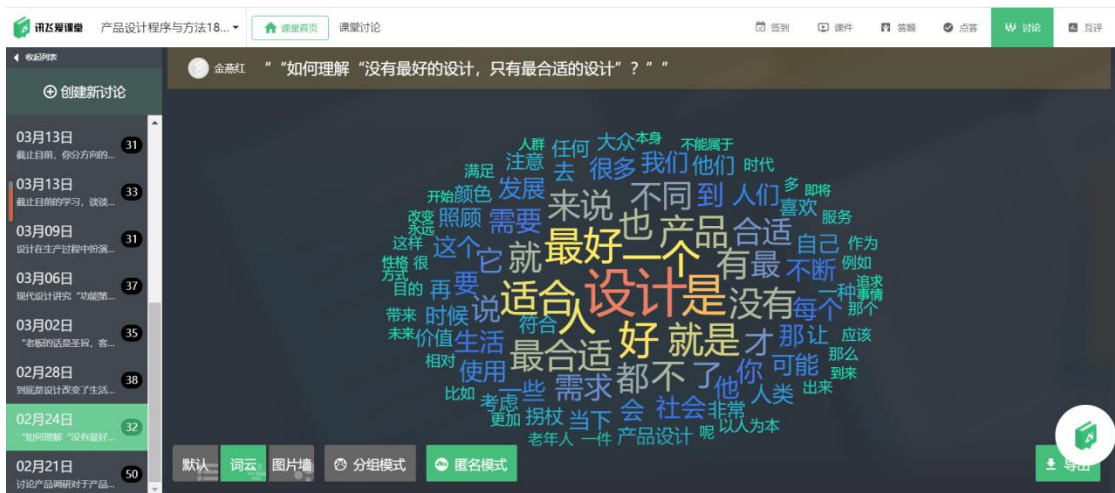 讯飞爱课堂
产品设计程序与方法18...
课堂首页
课堂讨论
签到
课件
答题
点答
讨论
互评
收起列表
创建新讨论
03月13日
截止目前，你分方向的...
31
03月13日
截止目前的学习，谈谈...
33
03月09日
设计在生产过程中扮演...
31
03月06日
现代设计讲究“功能第...
37
03月02日
“老板的话是圣旨，客...
35
02月28日
到底是设计改变了生活...
38
02月24日
“如何理解“没有最好...
32
02月21日
讨论产品调研对于产品...
50
金燕红
““如何理解“没有最好的设计，只有最合适的设计”？””
人群 任何 大众 本身 不能属于
满足 注意 去 很多 我们 他们 时代
开始 颜色 发展 来说 不同 到 人们 多 即将
改变 永远 照顾 需要 也 产品 合适 喜欢 服务
这样 这个 它 就 最好 一个 有 最 不断 自己 作为 例如
性格 很 方式 目的 再 要 适合 设计 是 没有 每个 一种 追求 事情 那个
带来 时候 说 符合 人 好 就是 才 那 让 应该
未来 价值 生活 最合适 都 不 了 你 可能 那么
相对 使用 需求 他 人类 到来
比如 考虑 一些 会 社会 非常 出来
更加 拐杖 当下 呢 以人为本
老年人 一件 产品设计
默认
词云
图片墙
分组模式
匿名模式
导出